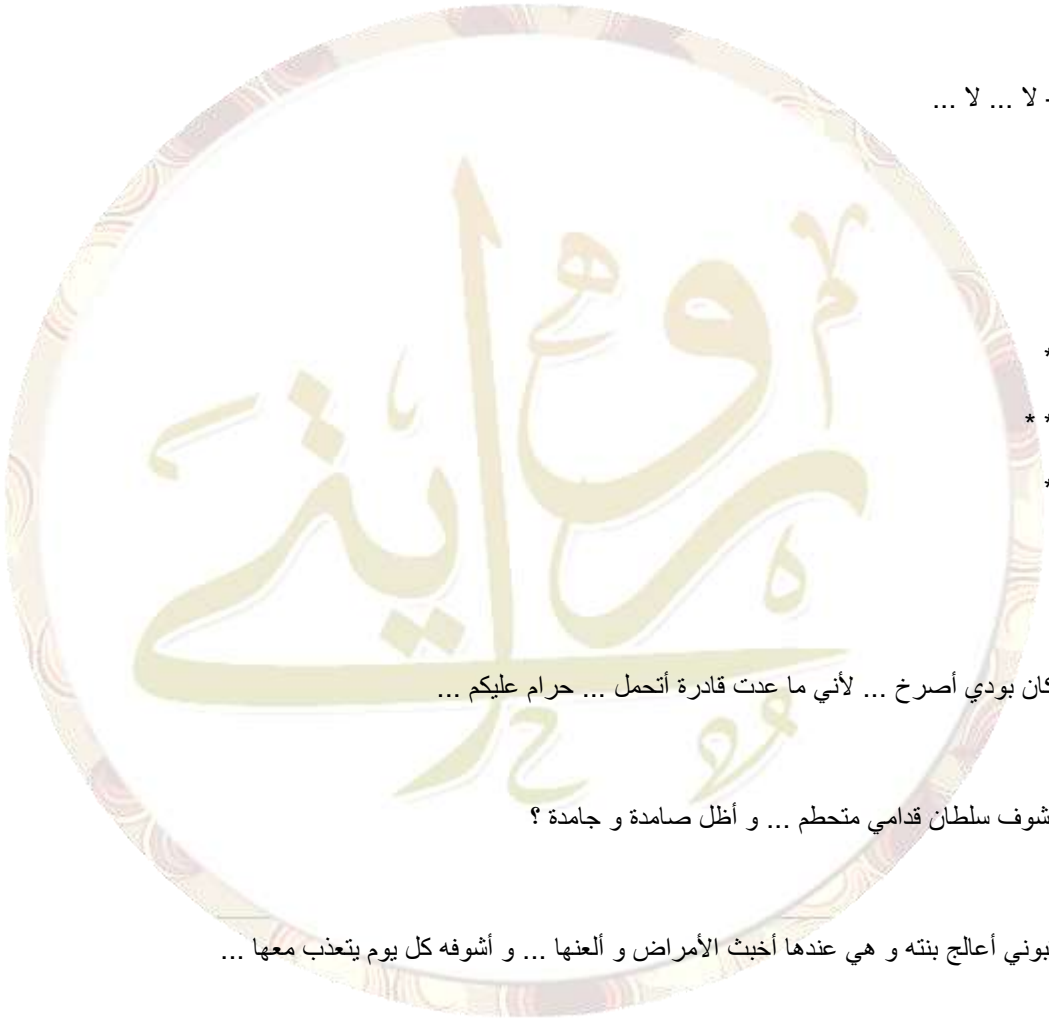 - لا ... لا ...
*
* *
*
كان بودي أصرخ ... لأني ما عدت قادرة أتحمل ... حرام عليكم ...
شوف سلطان قدامي متحطم ... و أظل صامدة و جامدة ؟
بوني أعالج بنته و هي عندها أخبث الأمراض و ألعنها ... و أشوفه كل يوم يتعذب معها ...
روايتي